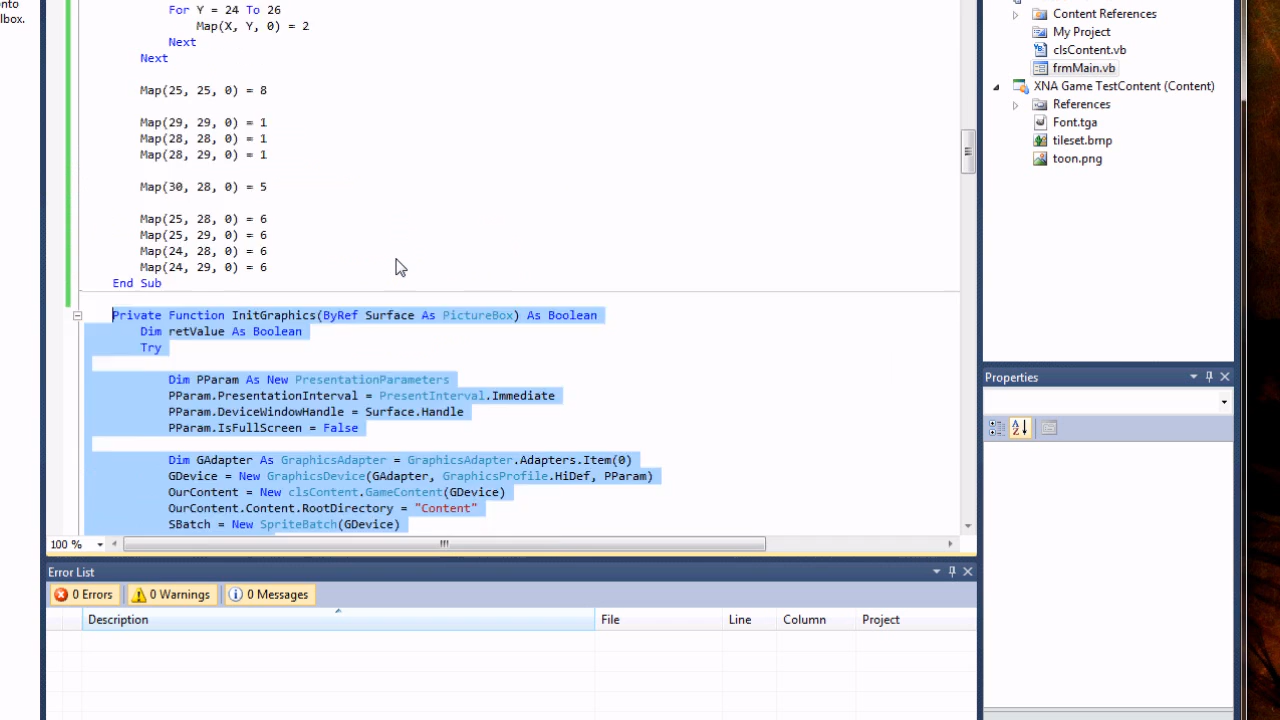 onto
lbox.
For Y = 24 To 26
Map(X, Y, 0) = 2
Next
Next
Map(25, 25, 0) = 8
Map(29, 29, 0) = 1
Map(28, 28, 0) = 1
Map(28, 29, 0) = 1
Map(30, 28, 0) = 5
Map(25, 28, 0) = 6
Map(25, 29, 0) = 6
Map(24, 28, 0) = 6
Map(24, 29, 0) = 6
End Sub
Private Function InitGraphics(ByRef Surface As PictureBox) As Boolean
Dim retValue As Boolean
Try
Dim PParam As New PresentationParameters
PParam.PresentationInterval = PresentInterval.Immediate
PParam.DeviceWindowHandle = Surface.Handle
PParam.IsFullScreen = False
Dim GAdapter As GraphicsAdapter = GraphicsAdapter.Adapters.Item(0)
GDevice = New GraphicsDevice(GAdapter, GraphicsProfile.HiDef, PParam)
OurContent = New clsContent.GameContent(GDevice)
OurContent.Content.RootDirectory = "Content"
SBatch = New SpriteBatch(GDevice)
100 %
Error List
0 Errors
0 Warnings
0 Messages
Description File Line Column Project
Content References
My Project
clsContent.vb
frmMain.vb
XNA Game TestContent (Content)
References
Font.tga
tileset.bmp
toon.png
Properties